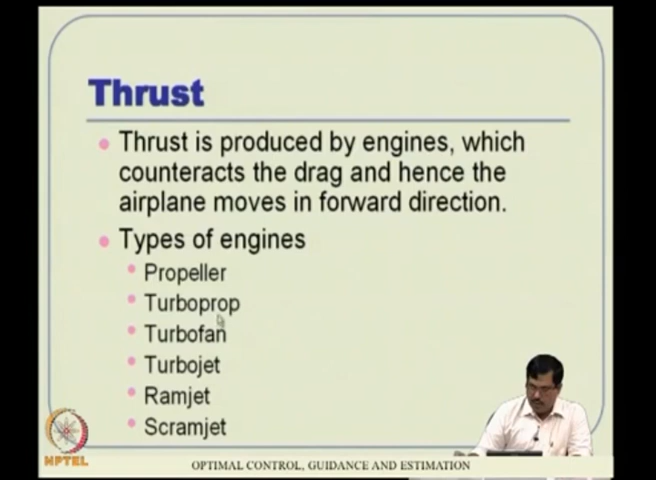 Thrust
Thrust is produced by engines, which
counteracts the drag and hence the
airplane moves in forward direction.
Types of engines
Propeller
Turboprop
Turbofan
Turbojet
Ramjet
Scramjet
NPTEL
OPTIMAL CONTROL, GUIDANCE AND ESTIMATION